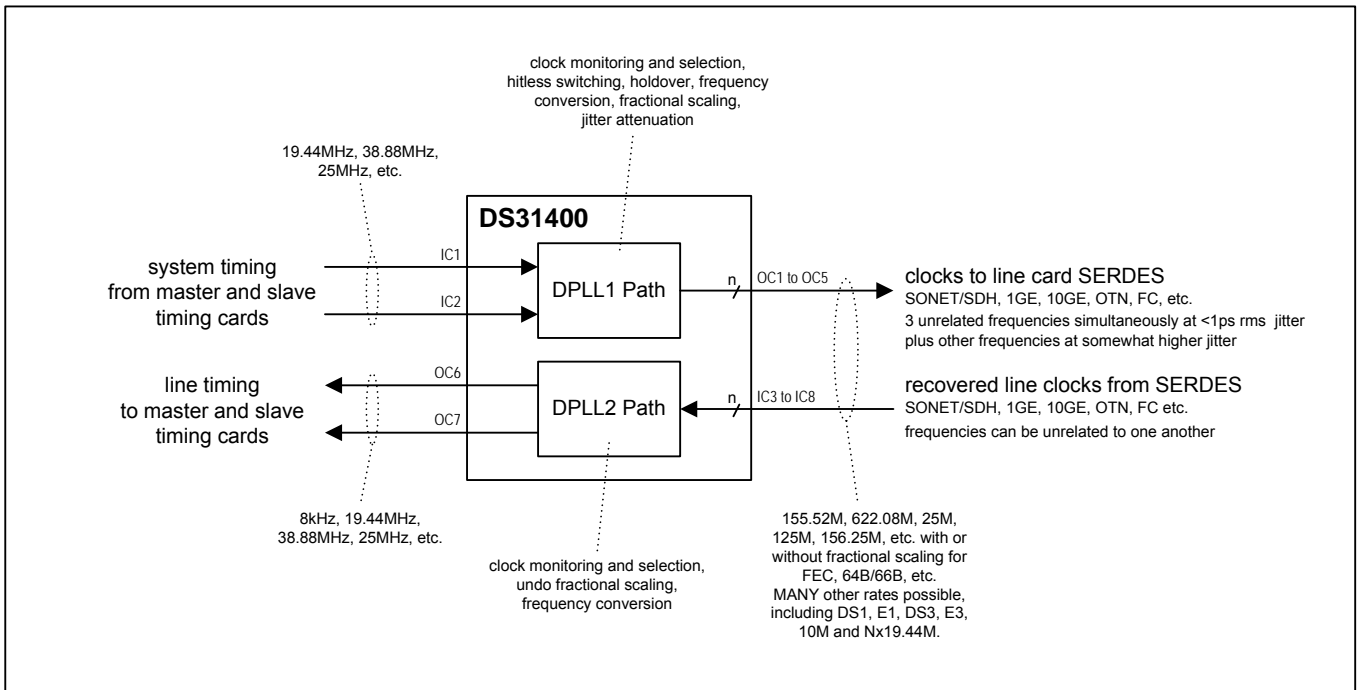 clock monitoring and selection,
hitless switching, holdover, frequency
conversion, fractional scaling,
jitter attenuation
19.44MHz, 38.88MHz,
25MHz, etc.
DS31400
system timing
from master and slave
timing cards
IC1
IC2
DPLL1 Path
n
OC1 to OC5
clocks to line card SERDES
SONET/SDH, 1GE, 10GE, OTN, FC, etc.
3 unrelated frequencies simultaneously at <1ps rms jitter
plus other frequencies at somewhat higher jitter
line timing
to master and slave
timing cards
OC6
OC7
DPLL2 Path
n
IC3 to IC8
recovered line clocks from SERDES
SONET/SDH, 1GE, 10GE, OTN, FC etc.
frequencies can be unrelated to one another
8kHz, 19.44MHz,
38.88MHz, 25MHz, etc.
clock monitoring and selection,
undo fractional scaling,
frequency conversion
155.52M, 622.08M, 25M,
125M, 156.25M, etc. with or
without fractional scaling for
FEC, 64B/66B, etc.
MANY other rates possible,
including DS1, E1, DS3, E3,
10M and Nx19.44M.